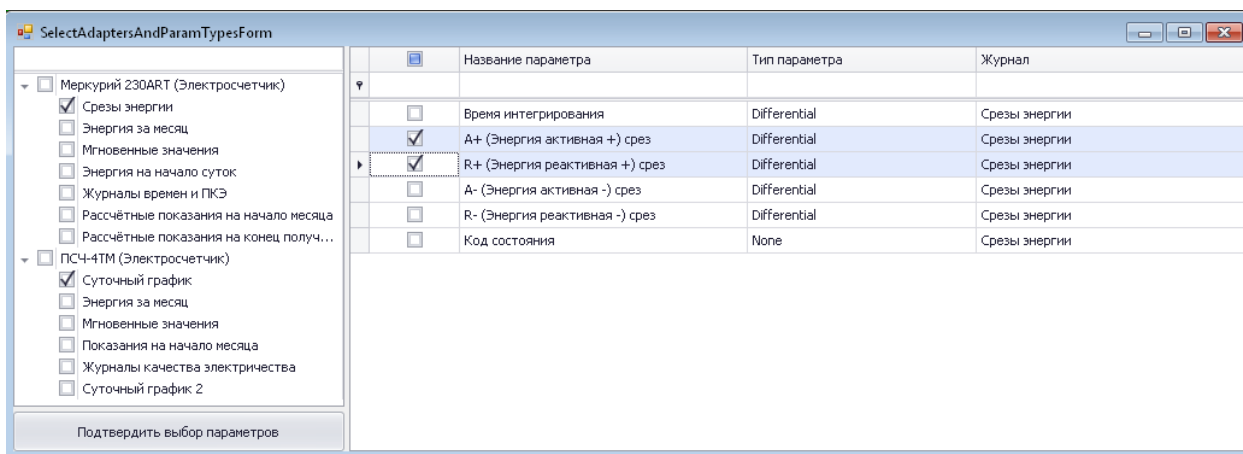 SelectAdaptersAndParamTypesForm
Меркурий 230ART (Электросчетчик)
Срезы энергии
Энергия за месяц
Мгновенные значения
Энергия на начало суток
Журналы времен и ПКЭ
Рассчётные показания на начало месяца
Рассчётные показания на конец получ...
ПСЧ-4ТМ (Электросчетчик)
Суточный график
Энергия за месяц
Мгновенные значения
Показания на начало месяца
Журналы качества электричества
Суточный график 2
Подтвердить выбор параметров
Название параметра Тип параметра Журнал
Время интегрирования Differential Срезы энергии
A+ (Энергия активная +) срез Differential Срезы энергии
R+ (Энергия реактивная +) срез Differential Срезы энергии
A- (Энергия активная -) срез Differential Срезы энергии
R- (Энергия реактивная -) срез Differential Срезы энергии
Код состояния None Срезы энергии